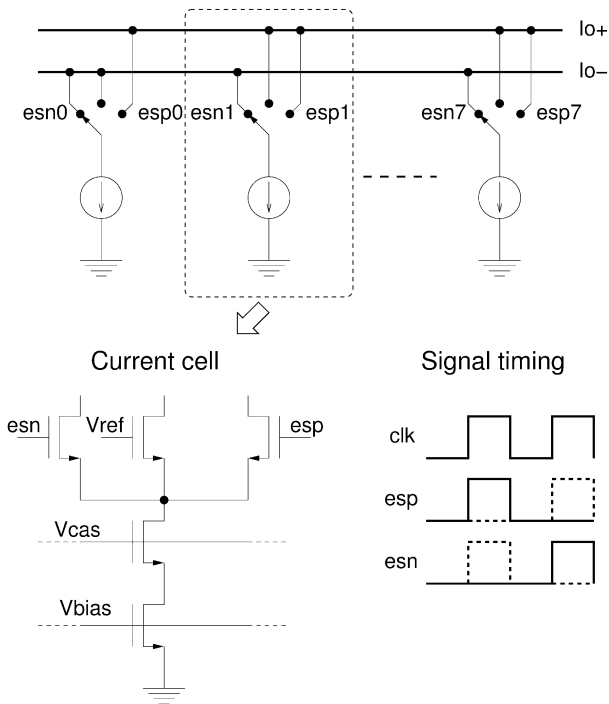 Io+
Io−
esn0 esp0 esn1 esp1 esn7 esp7
Current cell
Signal timing
esn Vref esp
Vcas
Vbias
clk
esp
esn